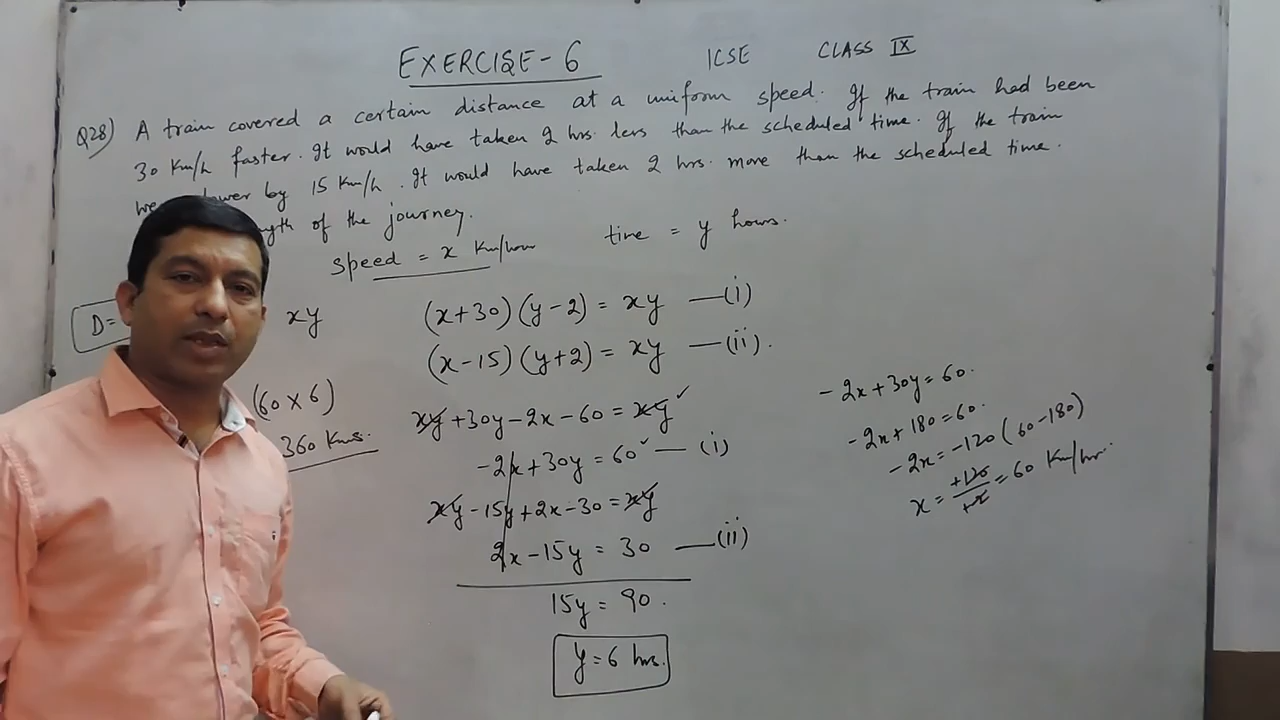 EXERCISE-6 ICSE CLASS IX
Q28) A train covered a certain distance at a uniform speed. If the train had been
30 Km/h faster. It would have taken 2 hrs. less than the scheduled time. If the train
we by 15 Km/h. It would have taken 2 hrs. more than the scheduled time.
of the journey.
Speed = x Km/hour time = y hours.
D= xy
(x+30)(y-2) = xy —(i)
(x-15)(y+2) = xy —(ii).
xy+30y-2x-60 = xy ✓
-2x+30y = 60 ✓ —(i)
xy-15y+2x-30 = xy
2x-15y = 30 —(ii)
15y = 90.
y=6 hrs.
(60×6)
360 Kms.
-2x+30y=60.
-2x+180=60.
-2x=-120 (60-180)
x = +120/+2 = 60 Km/hr.